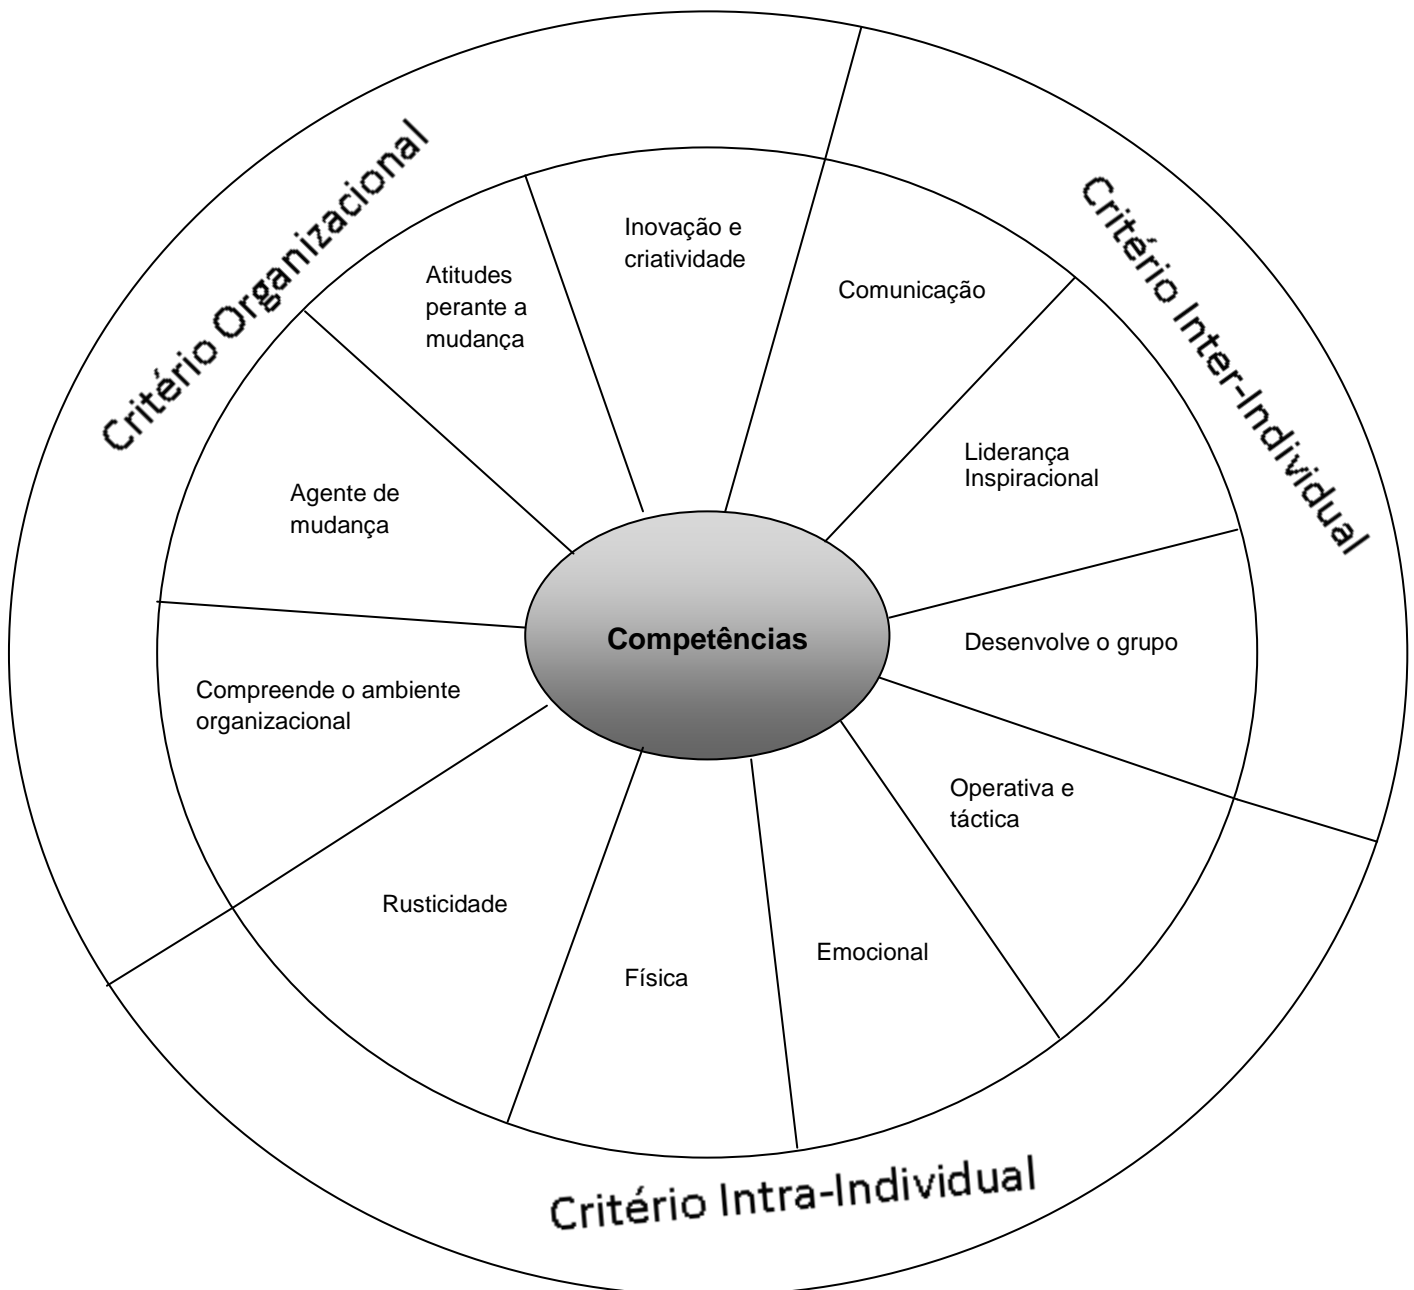 Critério Organizacional
Inovação e
criatividade
Atitudes
perante a
mudança
Agente de
mudança
Compreende o ambiente
organizacional
Critério Inter-Individual
Comunicação
Liderança
Inspiracional
Desenvolve o grupo
Competências
Operativa e
táctica
Emocional
Física
Rusticidade
Critério Intra-Individual